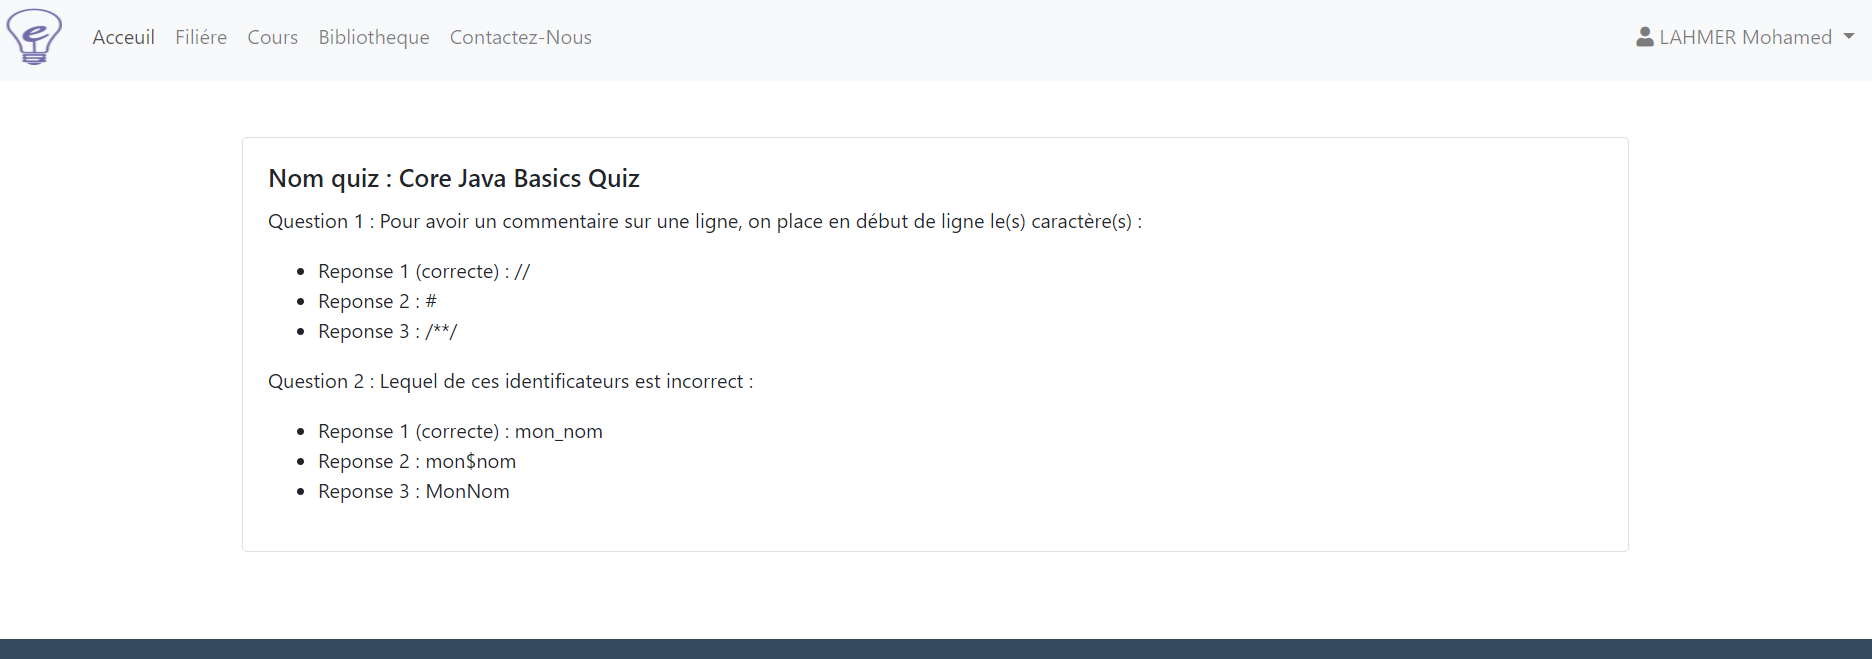 e
Acceuil Filiére Cours Bibliotheque Contactez-Nous LAHMER Mohamed
Nom quiz : Core Java Basics Quiz
Question 1 : Pour avoir un commentaire sur une ligne, on place en début de ligne le(s) caractère(s) :
Reponse 1 (correcte) : //
Reponse 2 : #
Reponse 3 : /**/
Question 2 : Lequel de ces identificateurs est incorrect :
Reponse 1 (correcte) : mon_nom
Reponse 2 : mon$nom
Reponse 3 : MonNom